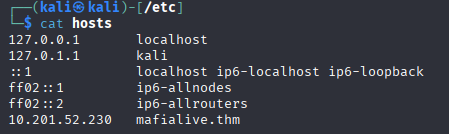 ┌──(kali㉿kali)-[/etc]
└─$ cat hosts
127.0.0.1       localhost
127.0.1.1       kali
::1             localhost ip6-localhost ip6-loopback
ff02::1         ip6-allnodes
ff02::2         ip6-allrouters
10.201.52.230   mafialive.thm